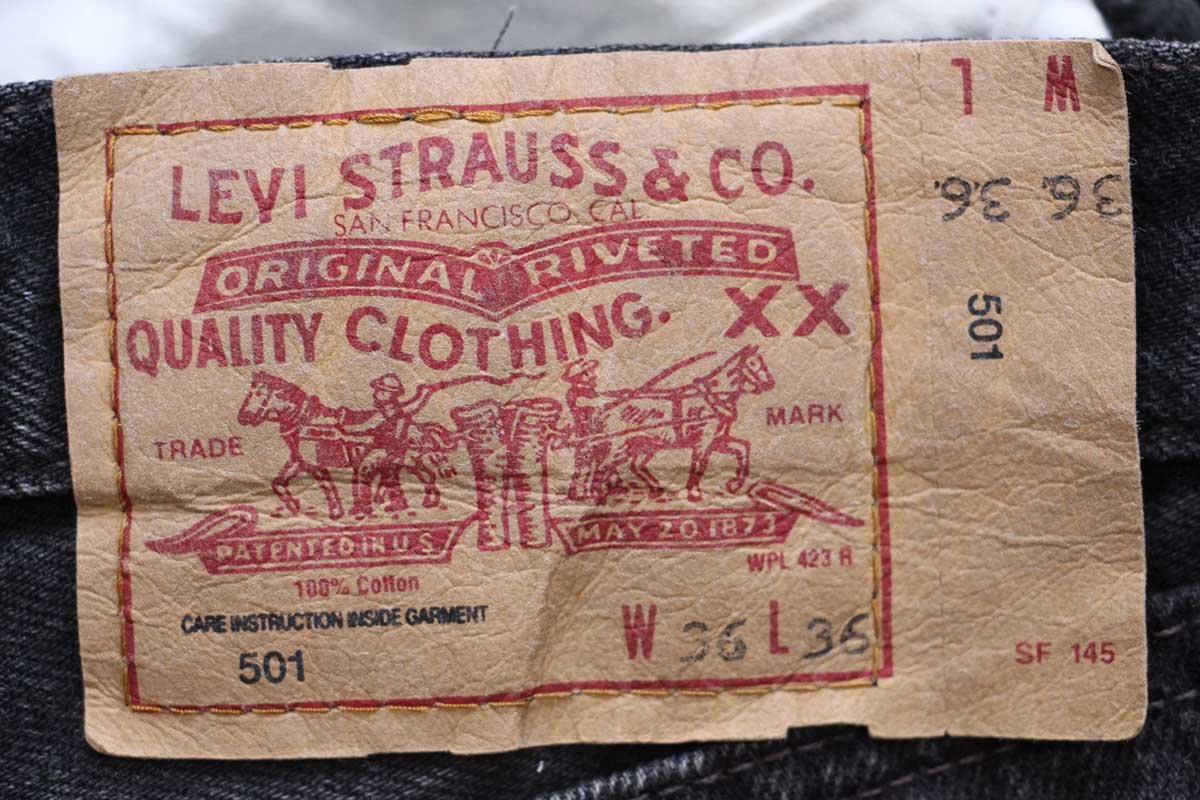 LEVI STRAUSS & CO.
SAN FRANCISCO, CAL
ORIGINAL RIVETED
QUALITY CLOTHING. XX
TRADE MARK
PATENTED IN U.S. MAY 20 1873
WPL 423 R
100% Cotton
CARE INSTRUCTION INSIDE GARMENT
501
W 36 L 36
W L
36 36
501
SF 145